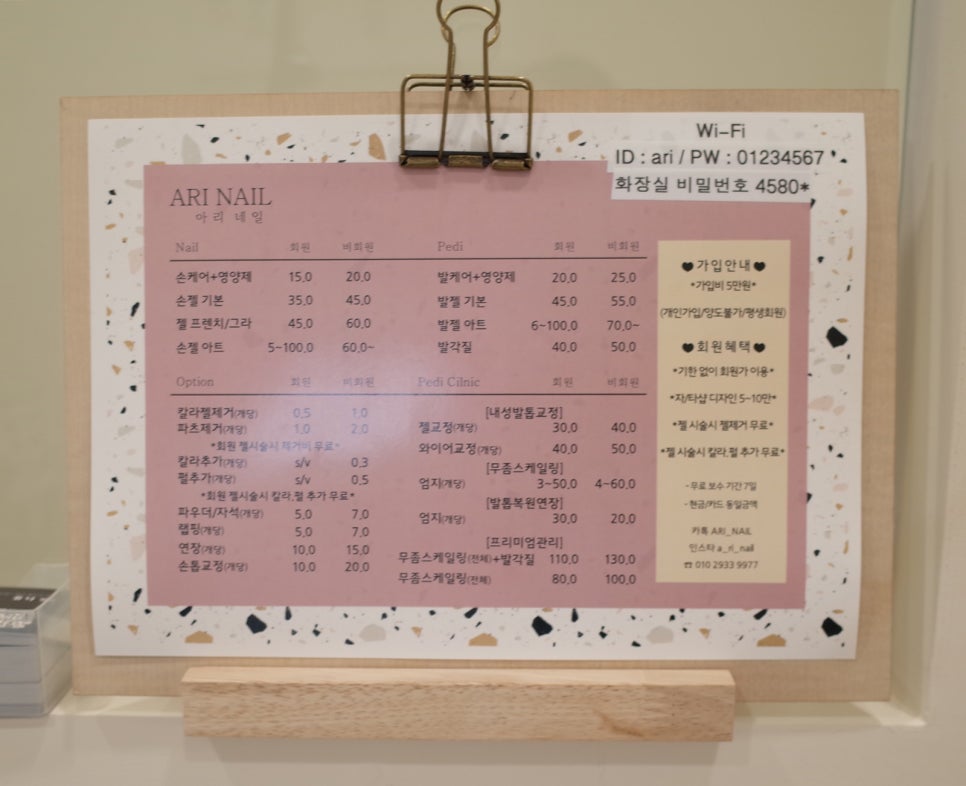 Wi-Fi
ID : ari / PW : 01234567
화장실 비밀번호 4580*
ARI NAIL
아리 네일
Nail 회원 비회원
손케어+영양제 15,0 20,0
손젤 기본 35,0 45,0
젤 프렌치/그라 45,0 60,0
손젤 아트 5~100,0 60,0~
Pedi 회원 비회원
발케어+영양제 20,0 25,0
발젤 기본 45,0 55,0
발젤 아트 6~100,0 70,0~
발각질 40,0 50,0
Option 회원 비회원
칼라젤제거(개당) 0,5 1,0
파츠제거(개당) 1,0 2,0
*회원 젤시술시 제거비 무료*
칼라추가(개당) s/v 0,3
펄추가(개당) s/v 0,5
*회원 젤시술시 칼라,펄 추가 무료*
파우더/자석(개당) 5,0 7,0
랩핑(개당) 5,0 7,0
연장(개당) 10,0 15,0
손톱교정(개당) 10,0 20,0
Pedi Cilnic 회원 비회원
[내성발톱교정]
젤교정(개당) 30,0 40,0
와이어교정(개당) 40,0 50,0
[무좀스케일링]
엄지(개당) 3~50,0 4~60,0
[발톱복원연장]
엄지(개당) 30,0 20,0
[프리미엄관리]
무좀스케일링(전체)+발각질 110,0 130,0
무좀스케일링(전체) 80,0 100,0
♥ 가입안내 ♥
*가입비 5만원*
(개인가입/양도불가/평생회원)
♥ 회원혜택 ♥
*기한 없이 회원가 이용*
*자/타샵 디자인 5~10만*
*젤 시술시 젤제거 무료*
*젤 시술시 칼라,펄 추가 무료*
- 무료 보수 기간 7일
- 현금/카드 동일금액
카톡 ARI_NAIL
인스타 a_ri_nail
☎ 010 2933 9977